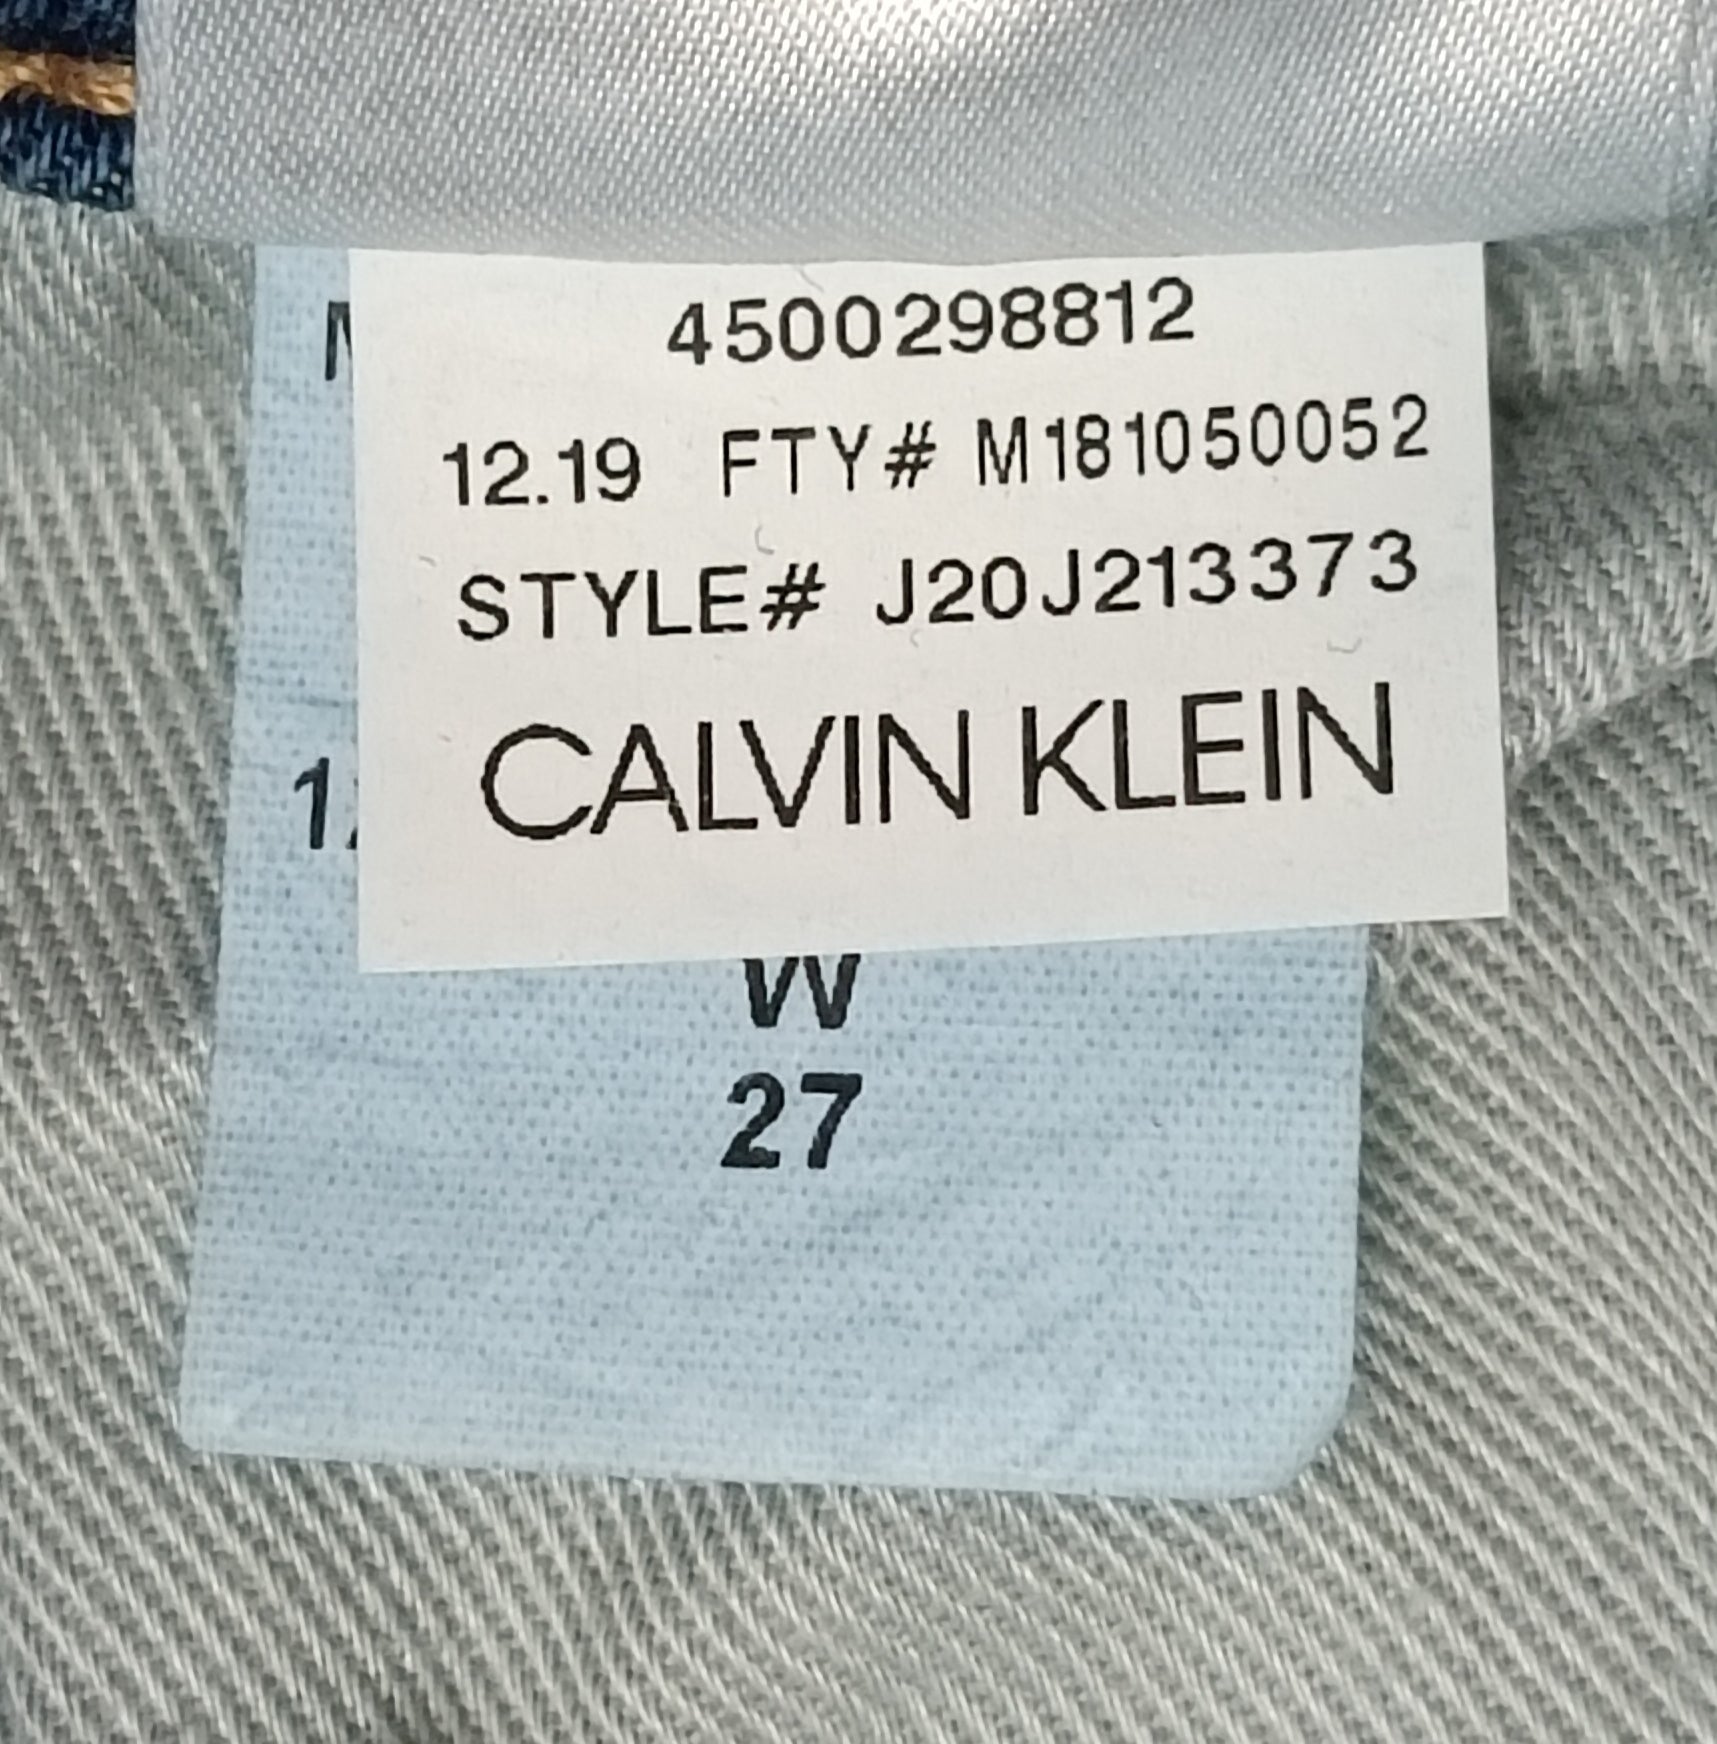 4500298812
12.19 FTY# M181050052
STYLE# J20J213373
CALVIN KLEIN
W
27